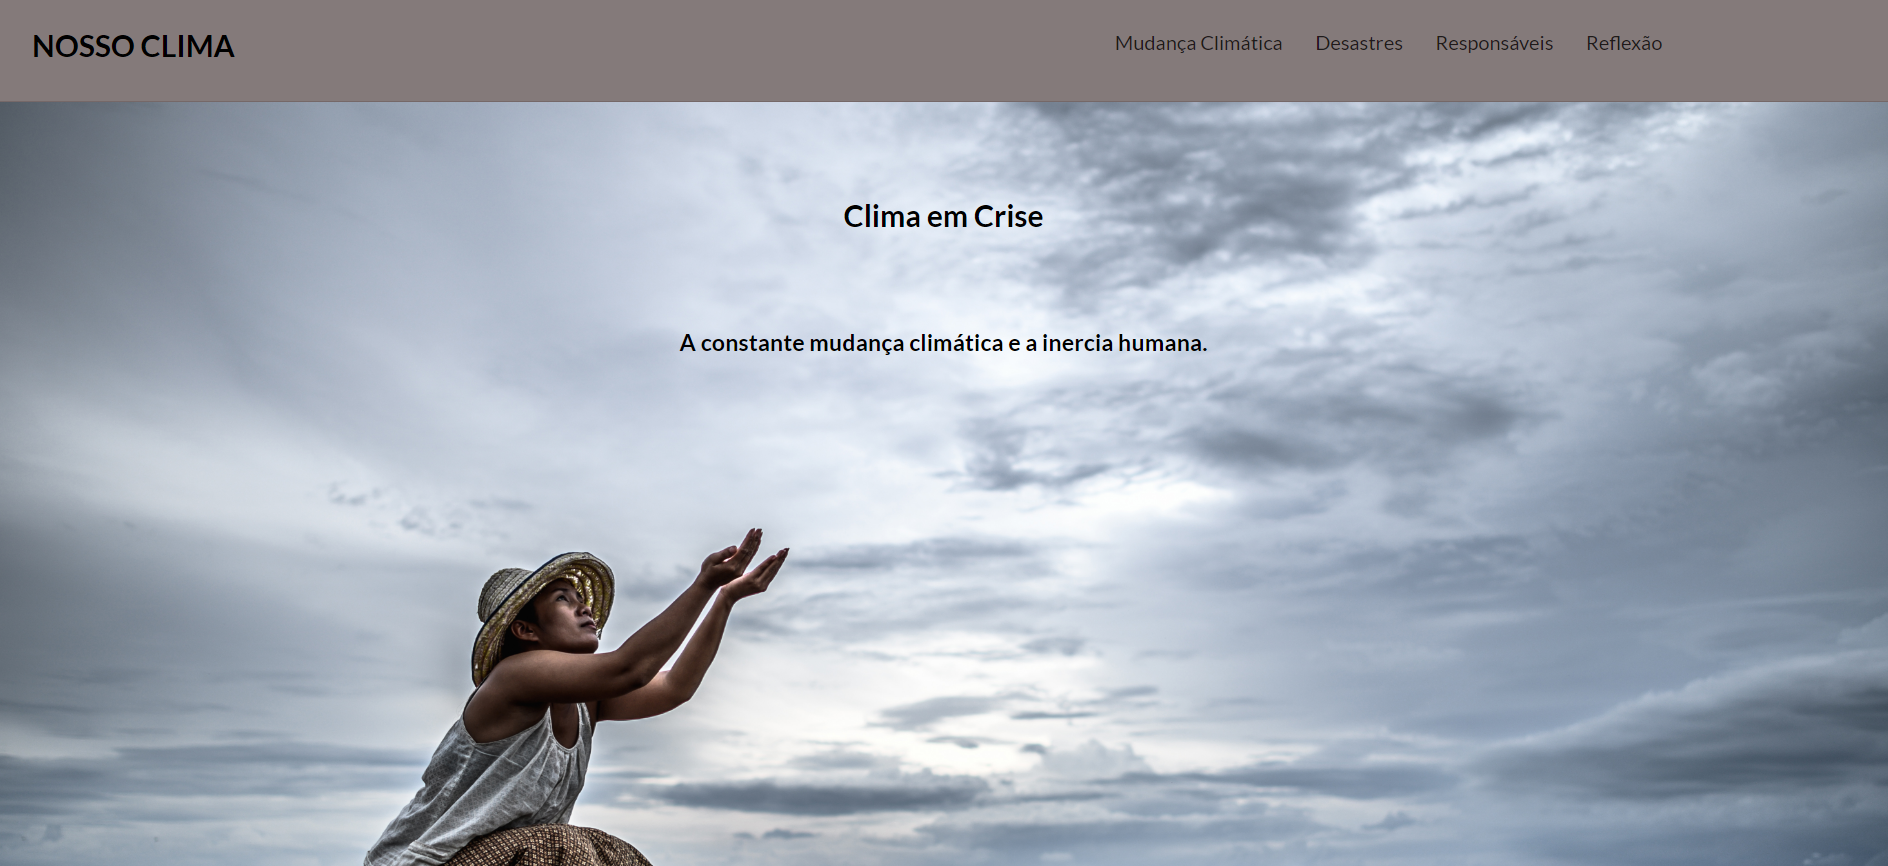 NOSSO CLIMA
Mudança Climática Desastres Responsáveis Reflexão
Clima em Crise
A constante mudança climática e a inercia humana.